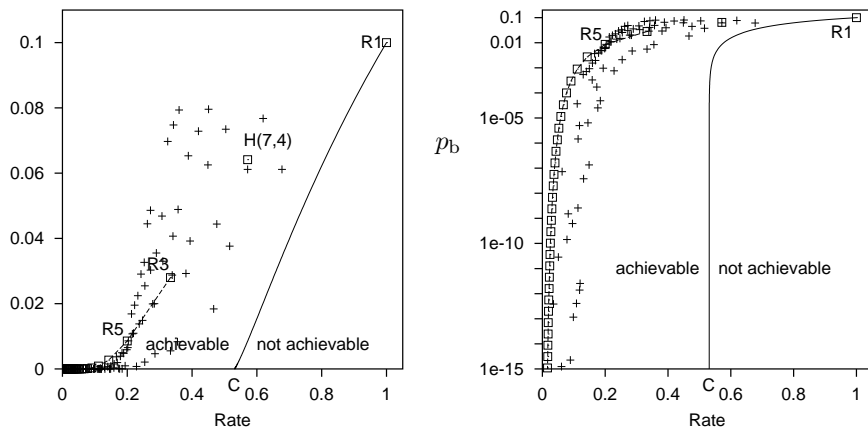 0.1
0.08
0.06
0.04
0.02
0
R1
H(7,4)
R3
R5
achievable
not achievable
0
0.2
0.4
C
0.6
0.8
1
Rate
p_b
0.1
0.01
1e-05
1e-10
1e-15
R5
R1
achievable
not achievable
0
0.2
0.4
C
0.6
0.8
1
Rate